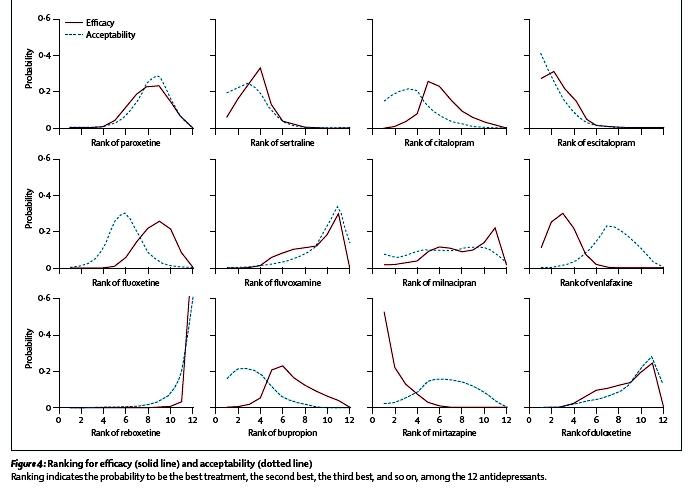 0·6
Efficacy
Acceptability
0·4
0·2
0
Probability
Rank of paroxetine
Rank of sertraline
Rank of citalopram
Rank of escitalopram
0·6
0·4
0·2
0
Probability
Rank of fluoxetine
Rank of fluvoxamine
Rank of milnacipran
Rank of venlafaxine
0·6
0·4
0·2
0
Probability
0 2 4 6 8 10 12
0 2 4 6 8 10 12
0 2 4 6 8 10 12
0 2 4 6 8 10 12
Rank of reboxetine
Rank of bupropion
Rank of mirtazapine
Rank of duloxetine
Figure 4: Ranking for efficacy (solid line) and acceptability (dotted line)
Ranking indicates the probability to be the best treatment, the second best, the third best, and so on, among the 12 antidepressants.